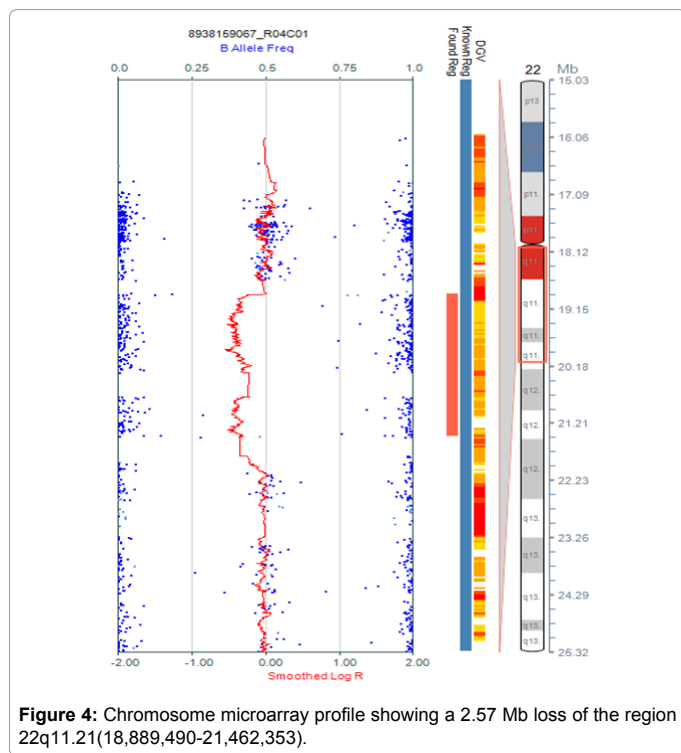 8938159067_R04C01
B Allele Freq
0.0 0.25 0.5 0.75 1.00
Found Reg
Known Reg
DGV
22 Mb
15.03
16.06
17.09
18.12
19.15
20.18
21.21
22.23
23.26
24.29
25.32
p13
p11.
p11.
q11.
q11.
q11.
q11.
q12.
q12.
q12.
q13.
q13.
q13.
q13.
q13.
-2.00 -1.00 0.00 1.00 2.00
Smoothed Log R
Figure 4: Chromosome microarray profile showing a 2.57 Mb loss of the region
22q11.21(18,889,490-21,462,353).